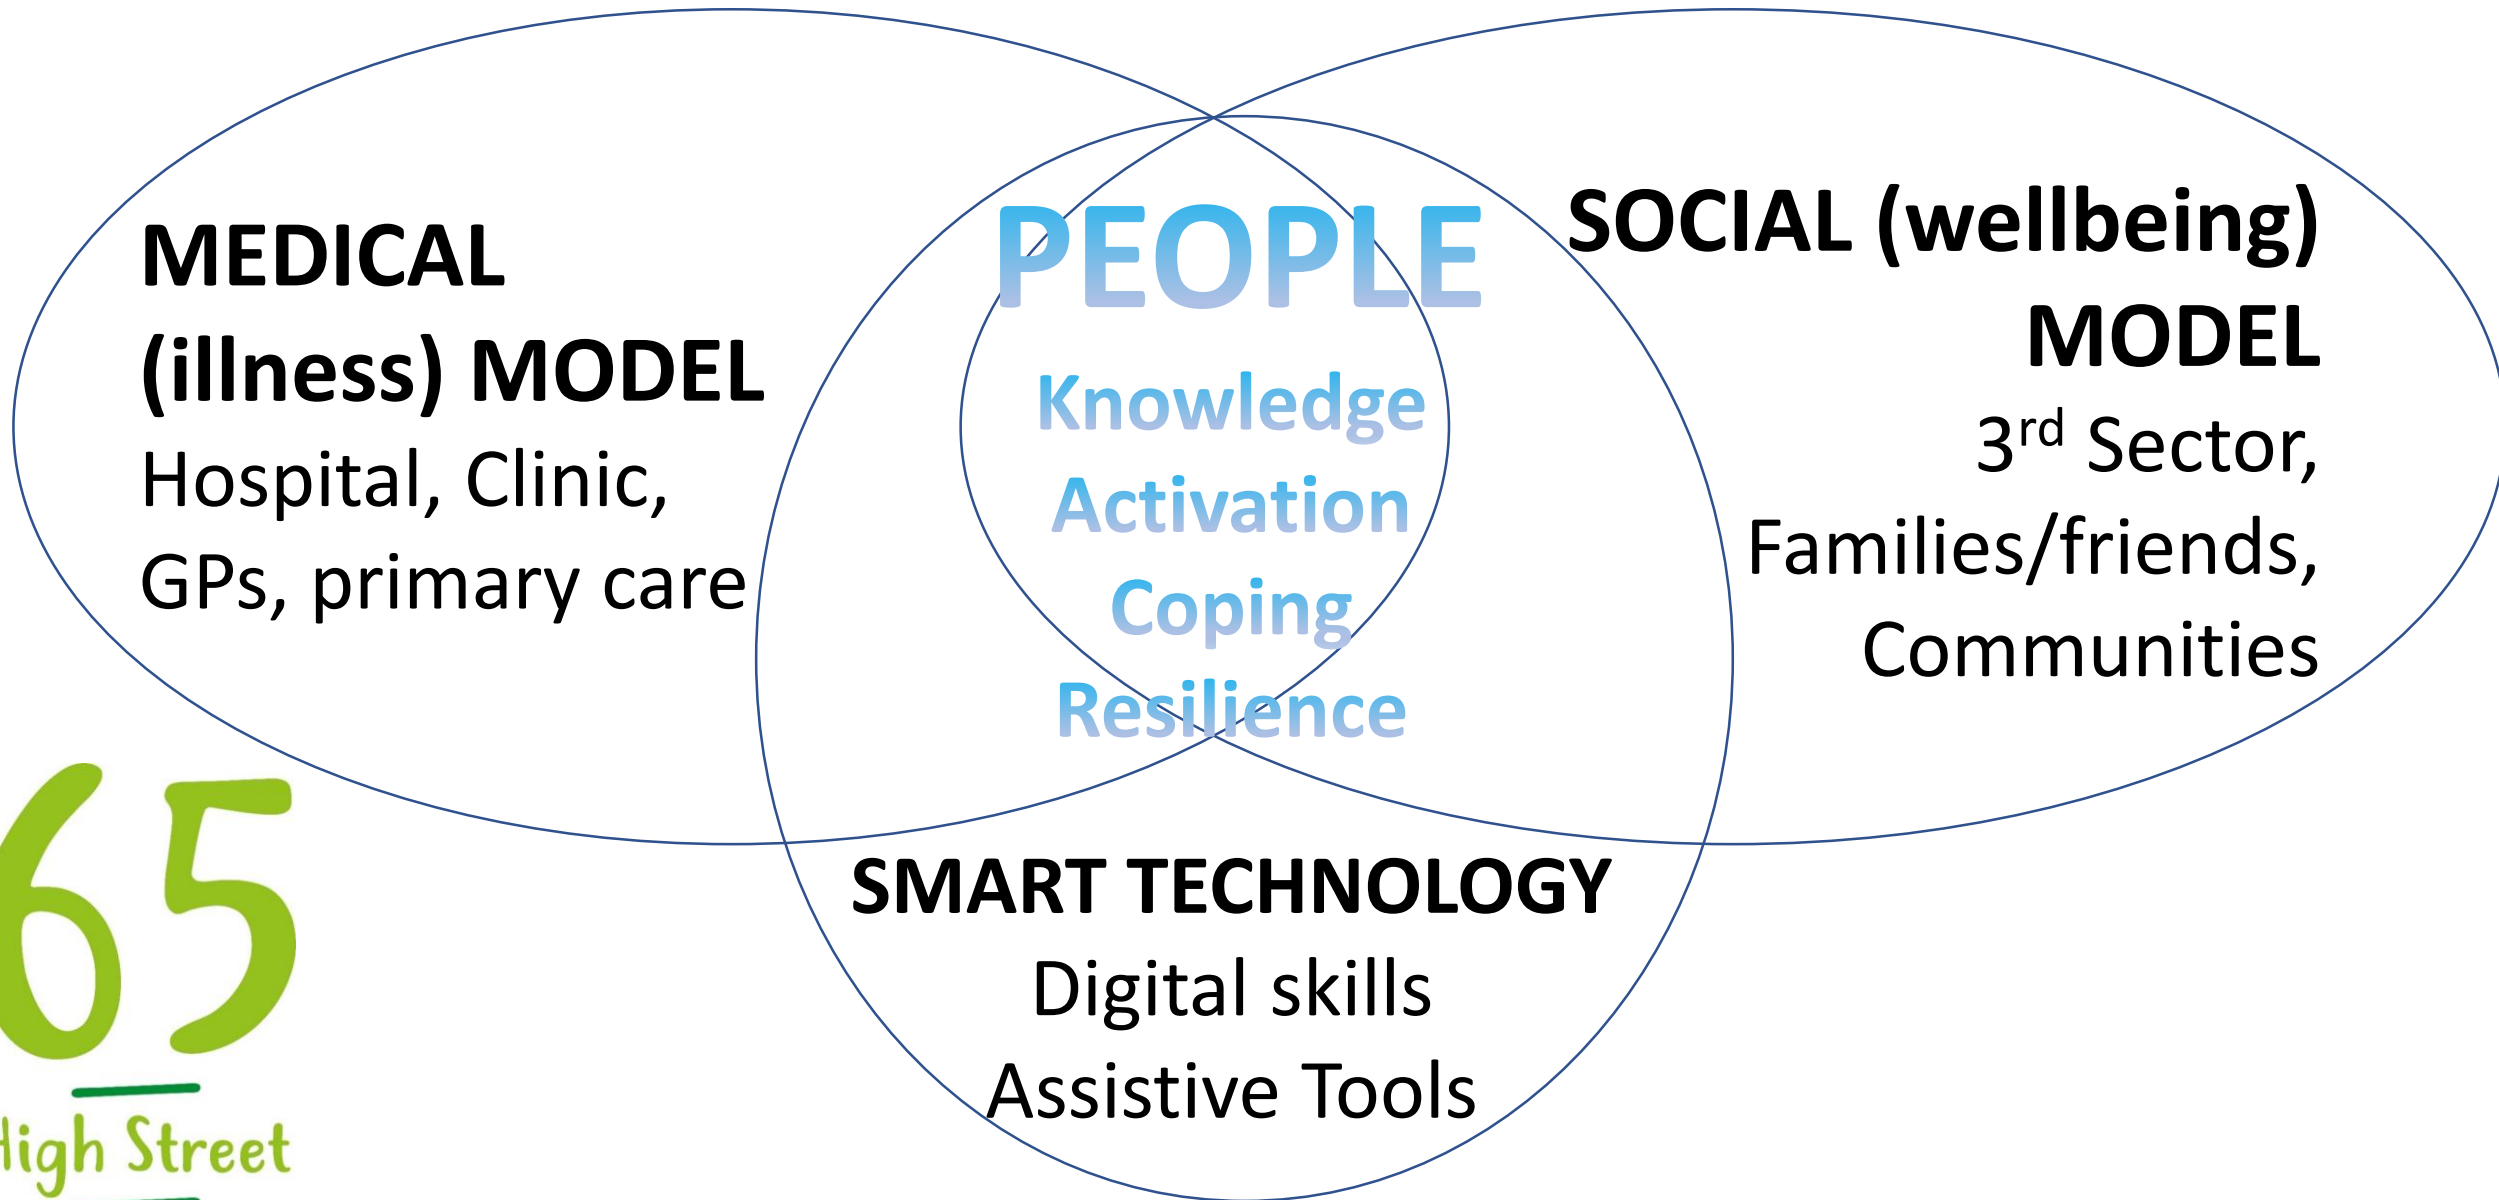 MEDICAL
(illness) MODEL
Hospital, Clinic,
GPs, primary care
PEOPLE
Knowledge
Activation
Coping
Resilience
SOCIAL (wellbeing)
MODEL
3rd Sector,
Families/friends,
Communities
SMART TECHNOLOGY
Digital skills
Assistive Tools
65
High Street